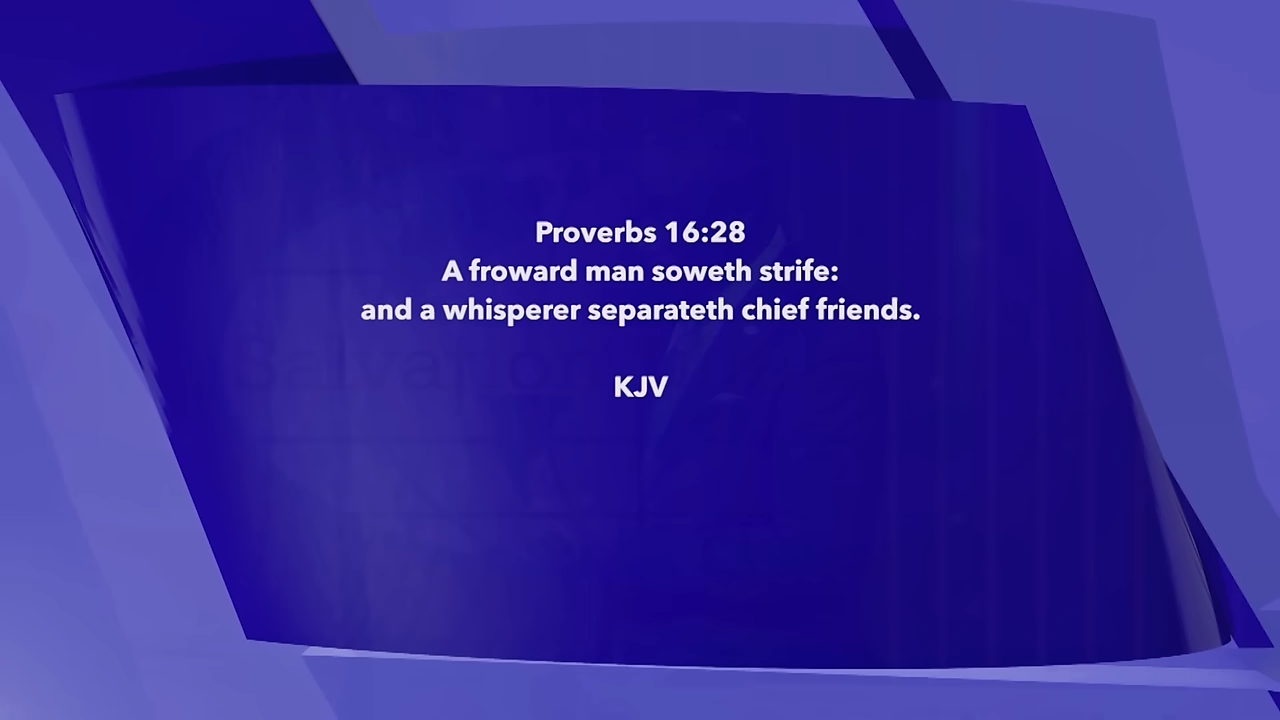 Proverbs 16:28
A froward man soweth strife:
and a whisperer separateth chief friends.
KJV